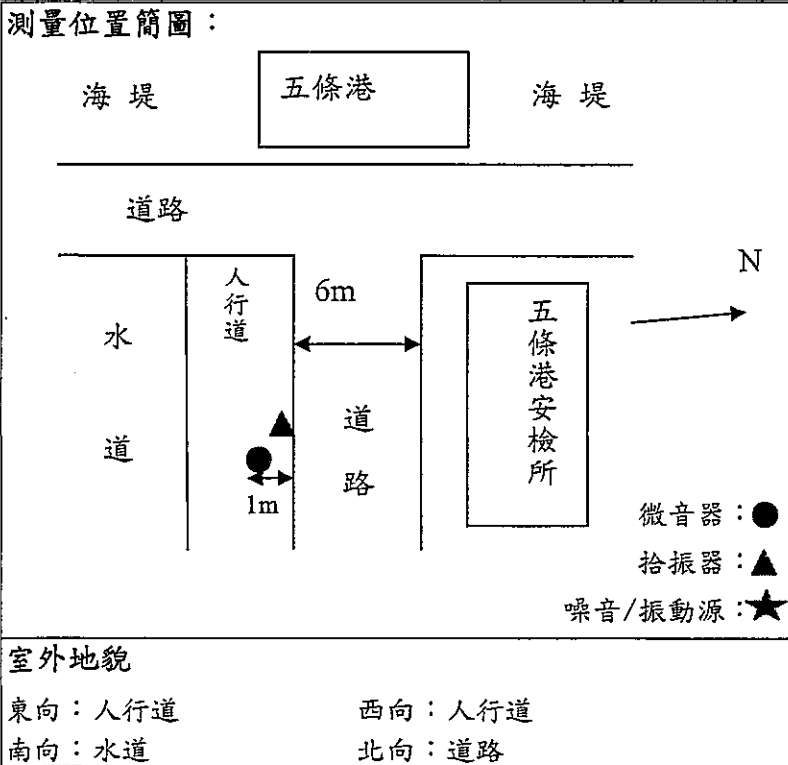 測量位置簡圖：
海堤
五條港
海堤
道路
人行道
6m
N
水道
道路
五條港安檢所
1m
微音器：●
拾振器：▲
噪音/振動源：★
室外地貌
東向：人行道 西向：人行道
南向：水道 北向：道路